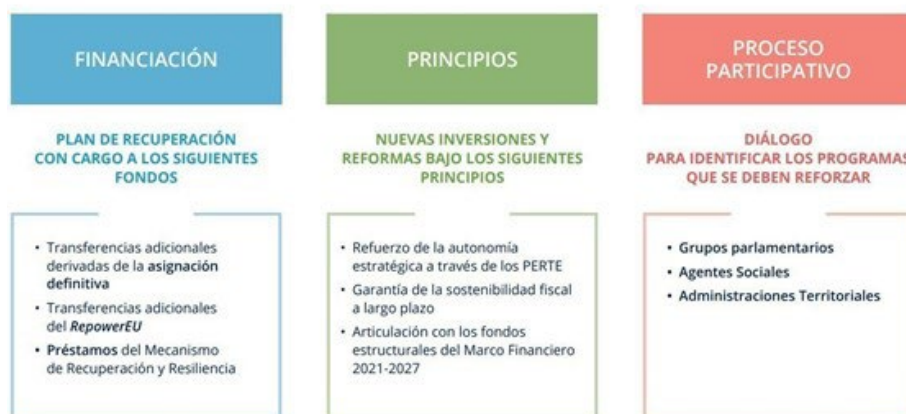 FINANCIACIÓN
PLAN DE RECUPERACIÓN
CON CARGO A LOS SIGUIENTES
FONDOS
• Transferencias adicionales
derivadas de la asignación
definitiva
• Transferencias adicionales
del RepowerEU
• Préstamos del Mecanismo
de Recuperación y Resiliencia
PRINCIPIOS
NUEVAS INVERSIONES Y
REFORMAS BAJO LOS SIGUIENTES
PRINCIPIOS
• Refuerzo de la autonomía
estratégica a través de los PERTE
• Garantía de la sostenibilidad fiscal
a largo plazo
• Articulación con los fondos
estructurales del Marco Financiero
2021-2027
PROCESO
PARTICIPATIVO
DIÁLOGO
PARA IDENTIFICAR LOS PROGRAMAS
QUE SE DEBEN REFORZAR
• Grupos parlamentarios
• Agentes Sociales
• Administraciones Territoriales